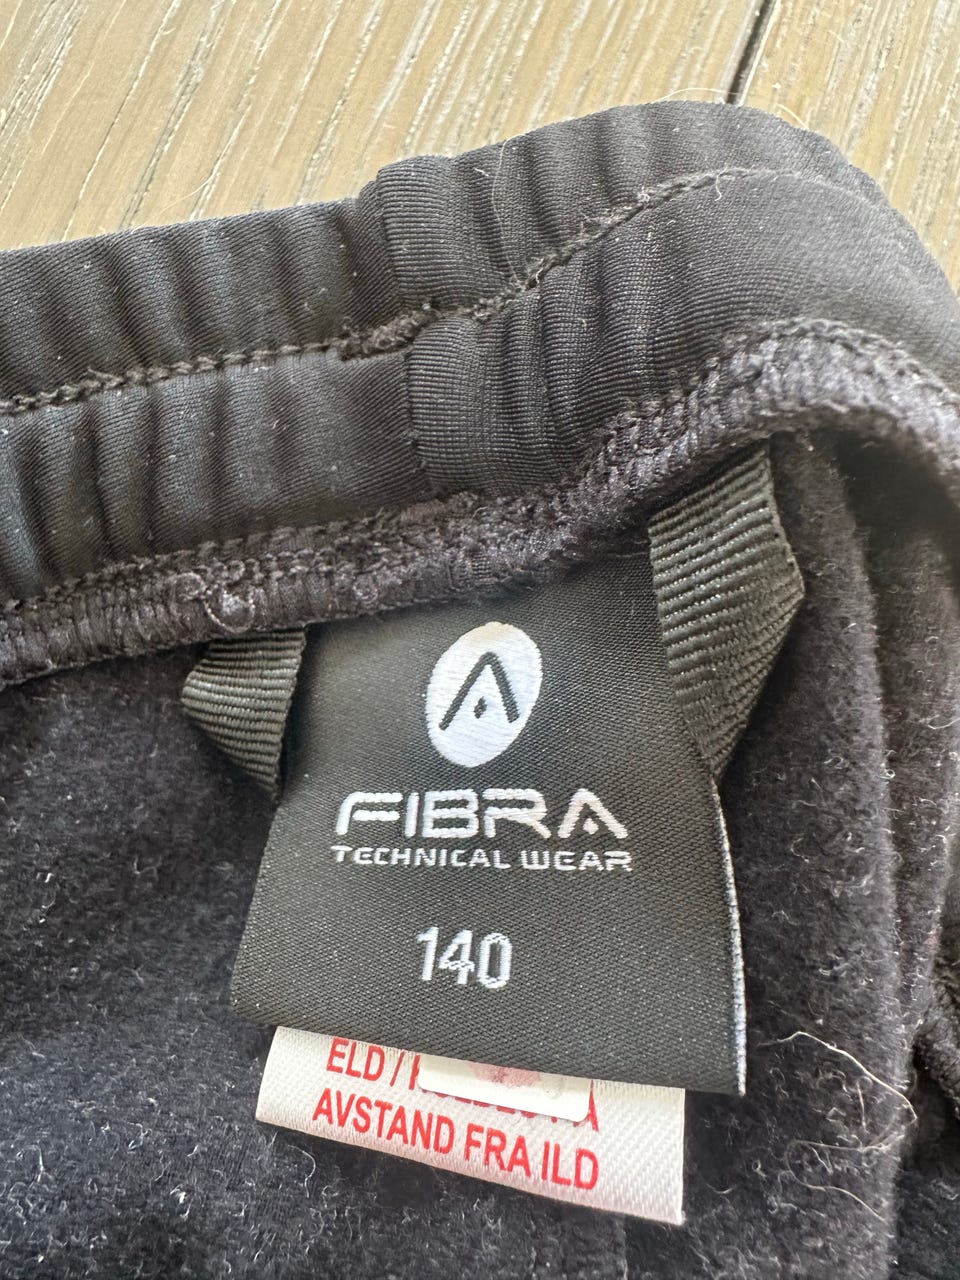 FIBRA
TECHNICAL WEAR
140
ELD /
AVSTAND FRA ILD